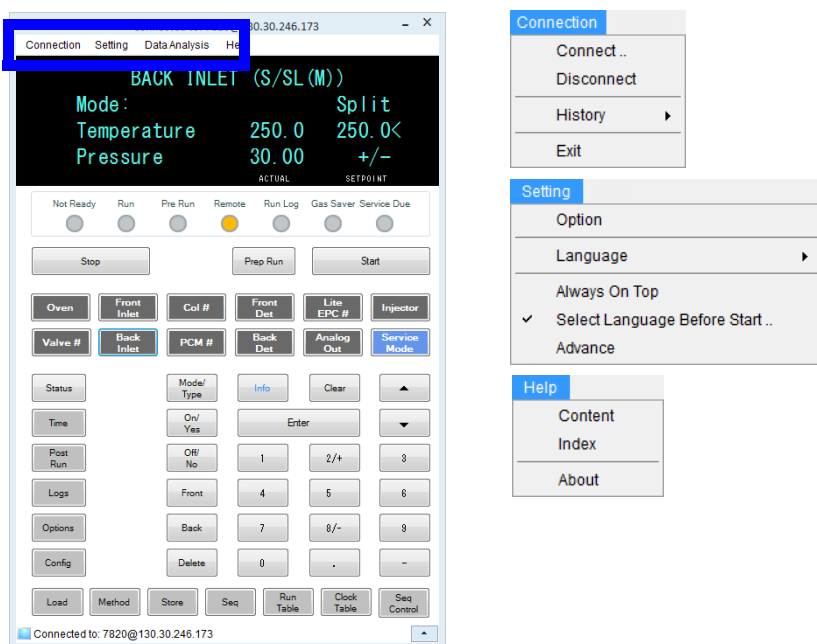 30.30.246.173
Connection Setting Data Analysis
BACK INLET (S/SL(M))
Mode: Split
Temperature 250.0 250.0<
Pressure 30.00 +/-
ACTUAL SETPOINT
Not Ready Run Pre Run Remote Run Log Gas Saver Service Due
Stop Prep Run Start
Oven Front Inlet Col # Front Det Lite EPC # Injector
Valve # Back Inlet PCM # Back Det Analog Out Service Mode
Status Mode/ Type Info Clear
Time On/ Yes Enter
Post Run Off/ No 1 2/+ 3
Logs Front 4 5 6
Options Back 7 8/- 9
Config Delete 0 . -
Load Method Store Seq Run Table Clock Table Seq Control
Connected to: 7820@130.30.246.173
Connection
Connect ..
Disconnect
History
Exit
Setting
Option
Language
Always On Top
Select Language Before Start ..
Advance
Help
Content
Index
About